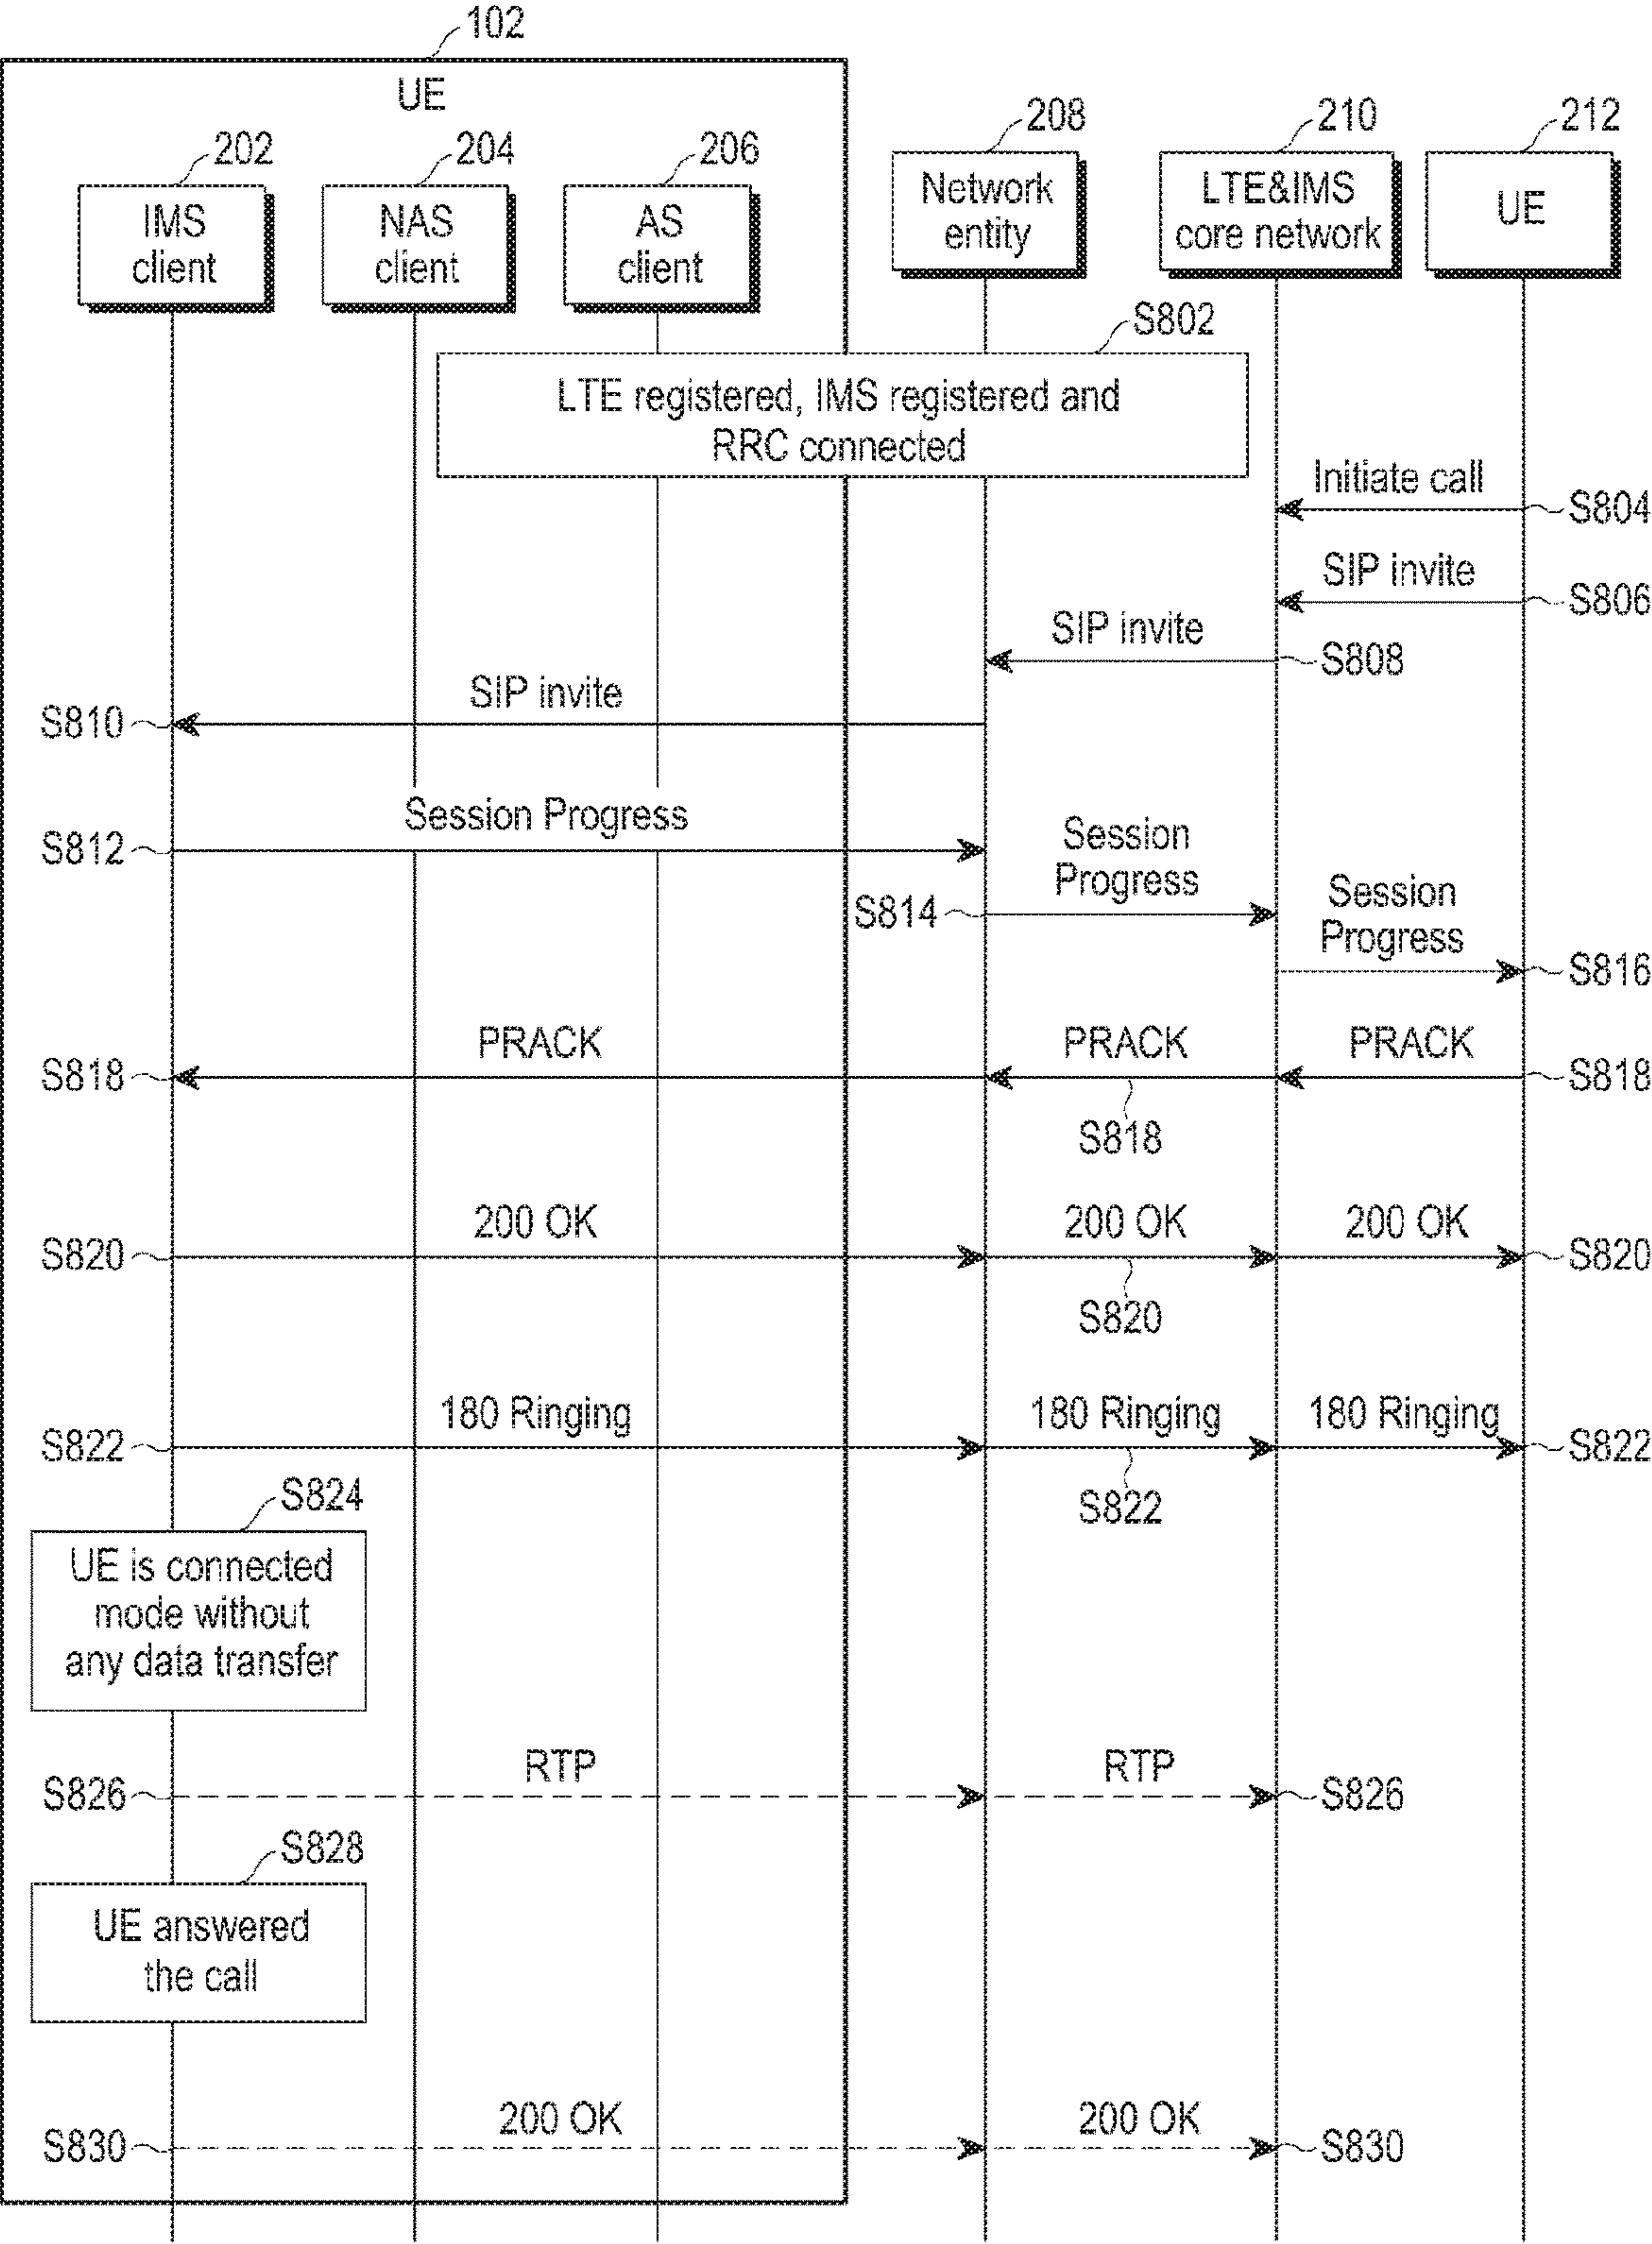 102
UE
202
204
206
208
210
212
IMS
client
NAS
client
AS
client
Network
entity
LTE&IMS
core network
UE
S802
LTE registered, IMS registered and
RRC connected
Initiate call
S804
SIP invite
S806
SIP invite
S808
SIP invite
S810
Session Progress
S812
Session
Progress
S814
Session
Progress
S816
PRACK
PRACK
PRACK
S818
S818
S818
200 OK
200 OK
200 OK
S820
S820
S820
180 Ringing
180 Ringing
180 Ringing
S822
S822
S822
S824
UE is connected
mode without
any data transfer
RTP
RTP
S826
S826
S828
UE answered
the call
200 OK
200 OK
S830
S830